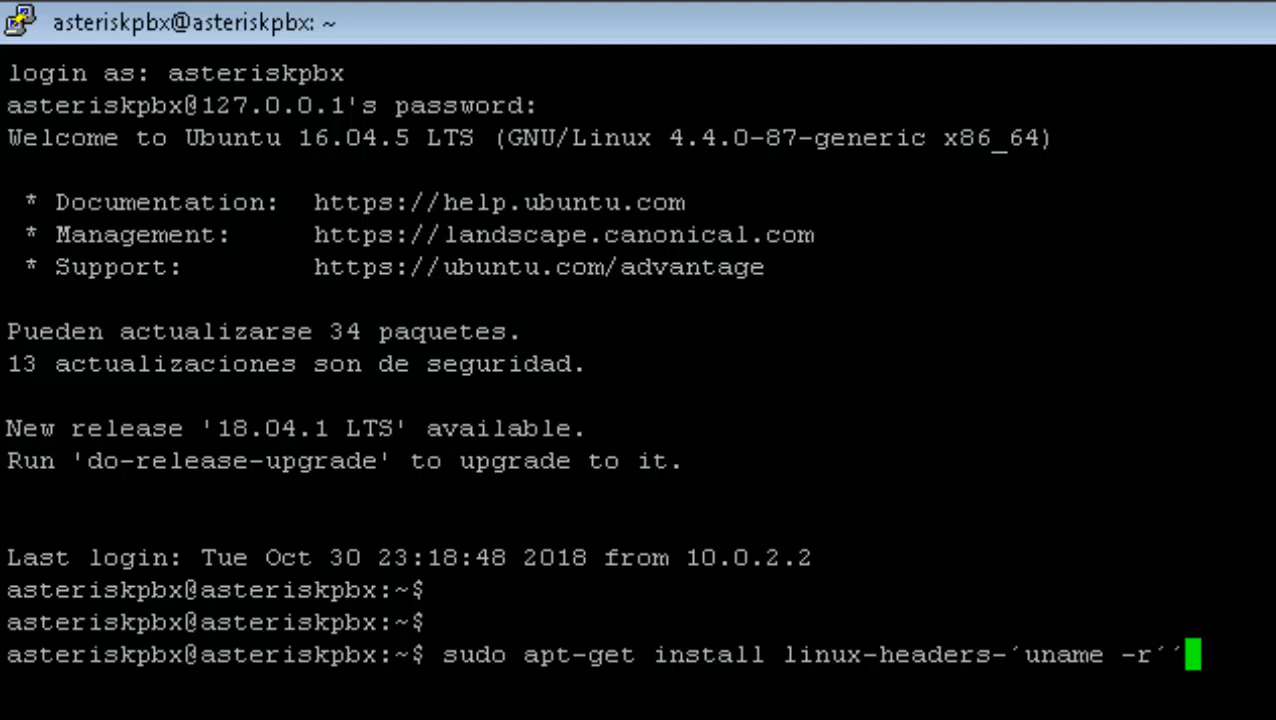 asteriskpbx@asteriskpbx: ~
login as: asteriskpbx
asteriskpbx@127.0.0.1's password:
Welcome to Ubuntu 16.04.5 LTS (GNU/Linux 4.4.0-87-generic x86_64)
* Documentation:  https://help.ubuntu.com
* Management:     https://landscape.canonical.com
* Support:        https://ubuntu.com/advantage
Pueden actualizarse 34 paquetes.
13 actualizaciones son de seguridad.
New release '18.04.1 LTS' available.
Run 'do-release-upgrade' to upgrade to it.
Last login: Tue Oct 30 23:18:48 2018 from 10.0.2.2
asteriskpbx@asteriskpbx:~$
asteriskpbx@asteriskpbx:~$
asteriskpbx@asteriskpbx:~$ sudo apt-get install linux-headers-´uname -r´´